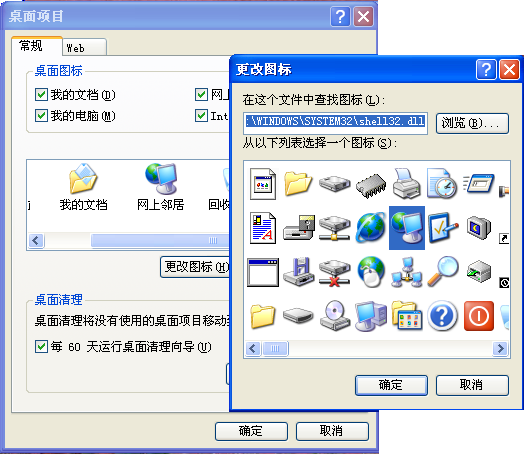 桌面项目
常规
Web
桌面图标
我的文档(D)
网上
我的电脑(M)
Int
我的文档
网上邻居
回收
更改图标(H)
桌面清理
桌面清理将没有使用的桌面项目移动到
每 60 天运行桌面清理向导(U)
确定
取消
更改图标
在这个文件中查找图标(L):
:\WINDOWS\SYSTEM32\shell32.dll
浏览(B)...
从以下列表选择一个图标(S):
确定
取消